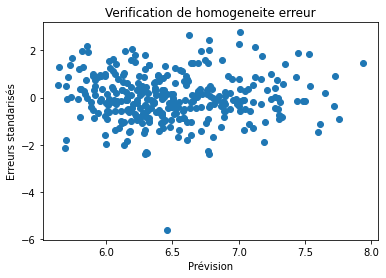 Verification de homogeneite erreur
Erreurs standarisés
2
0
−2
−4
−6
6.0 6.5 7.0 7.5 8.0
Prévision